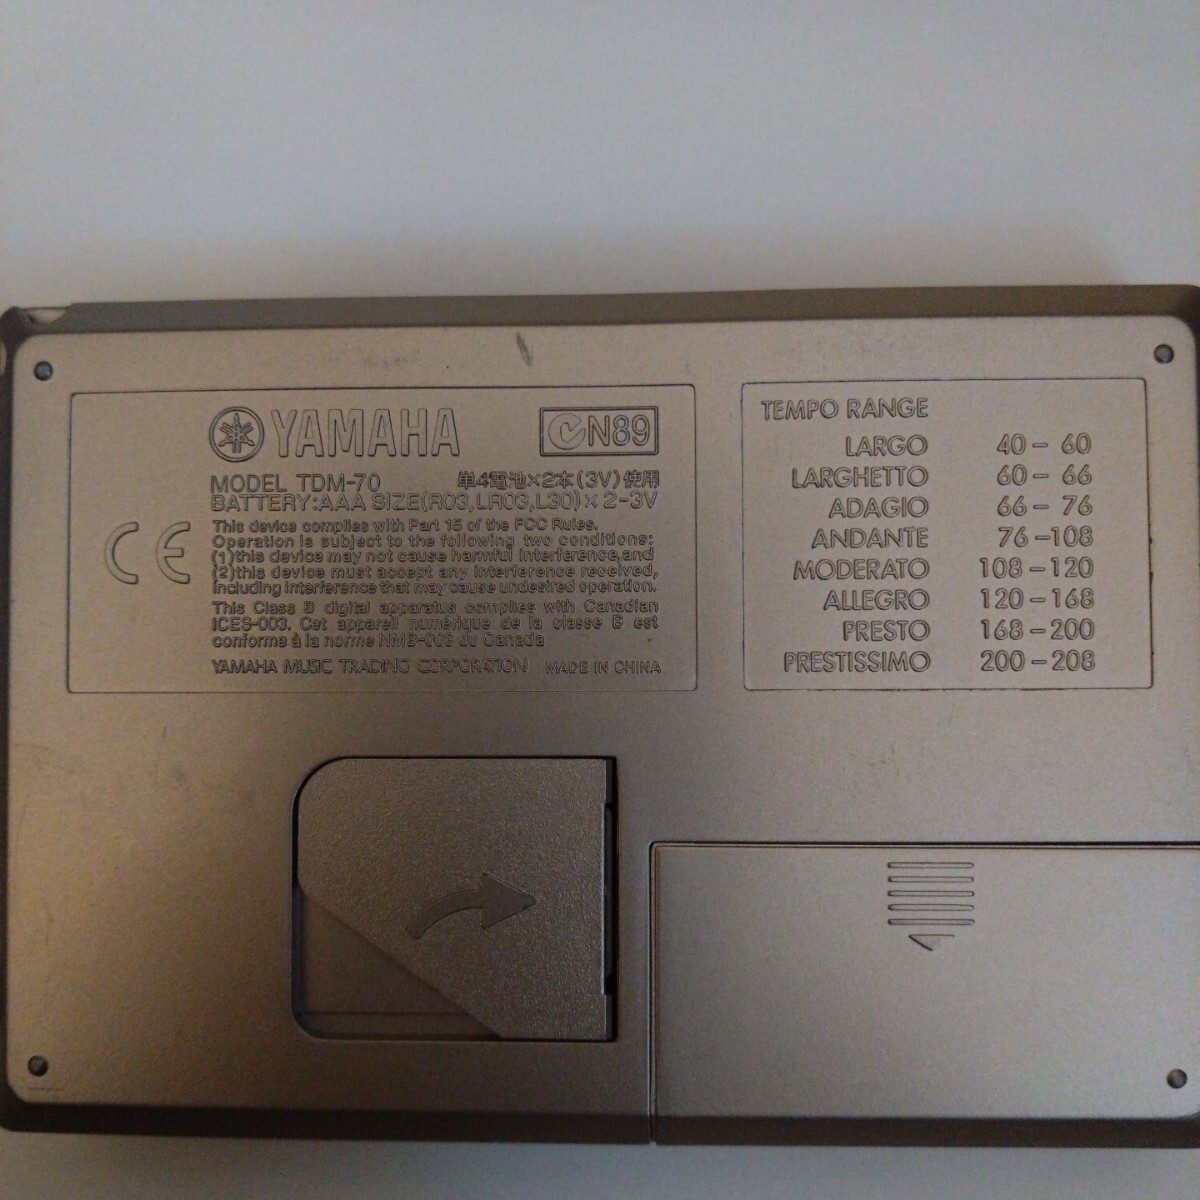 YAMAHA
N89
MODEL TDM-70 単4電池×2本(3V)使用
BATTERY:AAA SIZE(R03,LR03,L30)×2-3V
CE
This device complies with Part 15 of the FCC Rules.
Operation is subject to the following two conditions:
(1)this device may not cause harmful interference,and
(2)this device must accept any interference received,
including interference that may cause undesired operation.
This Class B digital apparatus complies with Canadian
ICES-003. Cet appareil numérique de la classe B est
conforme à la norme NMB-003 du Canada
YAMAHA MUSIC TRADING CORPORATION MADE IN CHINA
TEMPO RANGE
LARGO 40-60
LARGHETTO 60-66
ADAGIO 66-76
ANDANTE 76-108
MODERATO 108-120
ALLEGRO 120-168
PRESTO 168-200
PRESTISSIMO 200-208